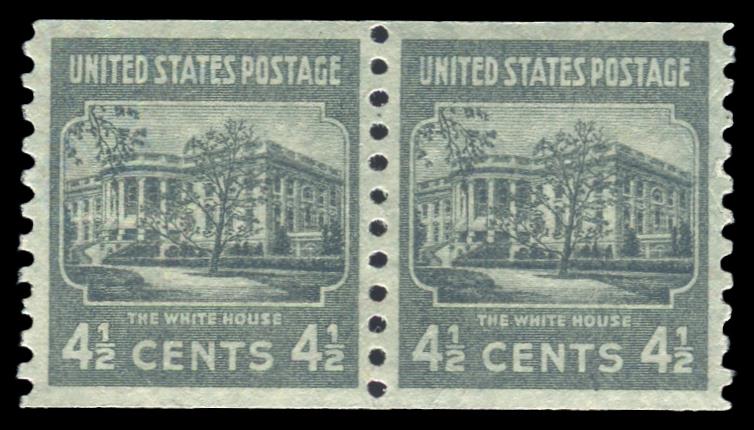 UNITED STATES POSTAGE
THE WHITE HOUSE
4½ CENTS 4½
UNITED STATES POSTAGE
THE WHITE HOUSE
4½ CENTS 4½